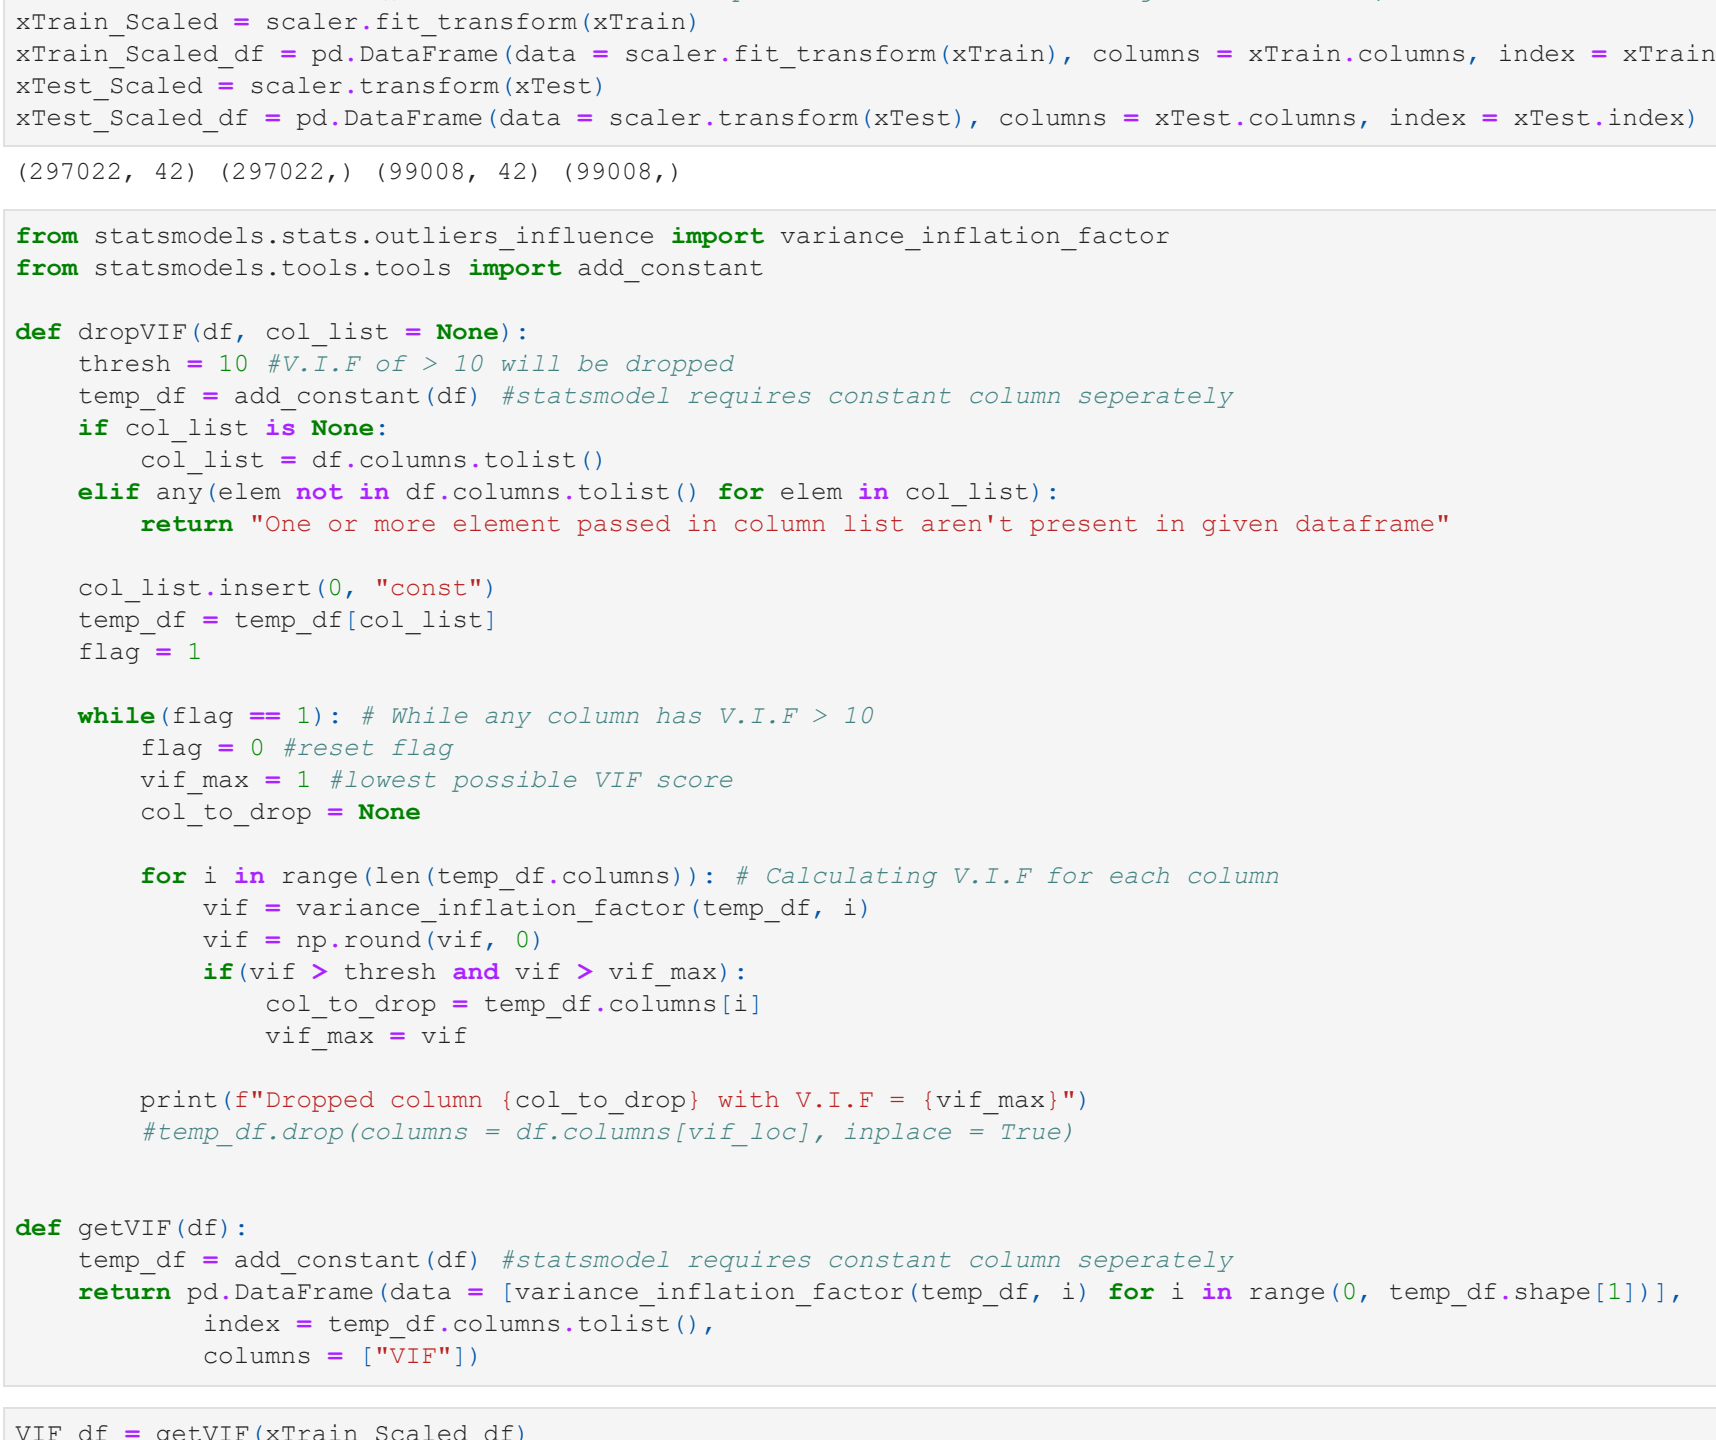 xTrain_Scaled = scaler.fit_transform(xTrain)
xTrain_Scaled_df = pd.DataFrame(data = scaler.fit_transform(xTrain), columns = xTrain.columns, index = xTrain
xTest_Scaled = scaler.transform(xTest)
xTest_Scaled_df = pd.DataFrame(data = scaler.transform(xTest), columns = xTest.columns, index = xTest.index)
(297022, 42) (297022,) (99008, 42) (99008,)
from statsmodels.stats.outliers_influence import variance_inflation_factor
from statsmodels.tools.tools import add_constant
def dropVIF(df, col_list = None):
    thresh = 10 #V.I.F of > 10 will be dropped
    temp_df = add_constant(df) #statsmodel requires constant column seperately
    if col_list is None:
        col_list = df.columns.tolist()
    elif any(elem not in df.columns.tolist() for elem in col_list):
        return "One or more element passed in column list aren't present in given dataframe"
    col_list.insert(0, "const")
    temp_df = temp_df[col_list]
    flag = 1
    while(flag == 1): # While any column has V.I.F > 10
        flag = 0 #reset flag
        vif_max = 1 #lowest possible VIF score
        col_to_drop = None
        for i in range(len(temp_df.columns)): # Calculating V.I.F for each column
            vif = variance_inflation_factor(temp_df, i)
            vif = np.round(vif, 0)
            if(vif > thresh and vif > vif_max):
                col_to_drop = temp_df.columns[i]
                vif_max = vif
        print(f"Dropped column {col_to_drop} with V.I.F = {vif_max}")
        #temp_df.drop(columns = df.columns[vif_loc], inplace = True)
def getVIF(df):
    temp_df = add_constant(df) #statsmodel requires constant column seperately
    return pd.DataFrame(data = [variance_inflation_factor(temp_df, i) for i in range(0, temp_df.shape[1])],
            index = temp_df.columns.tolist(),
            columns = ["VIF"])
VIF_df = getVIF(xTrain_Scaled_df)